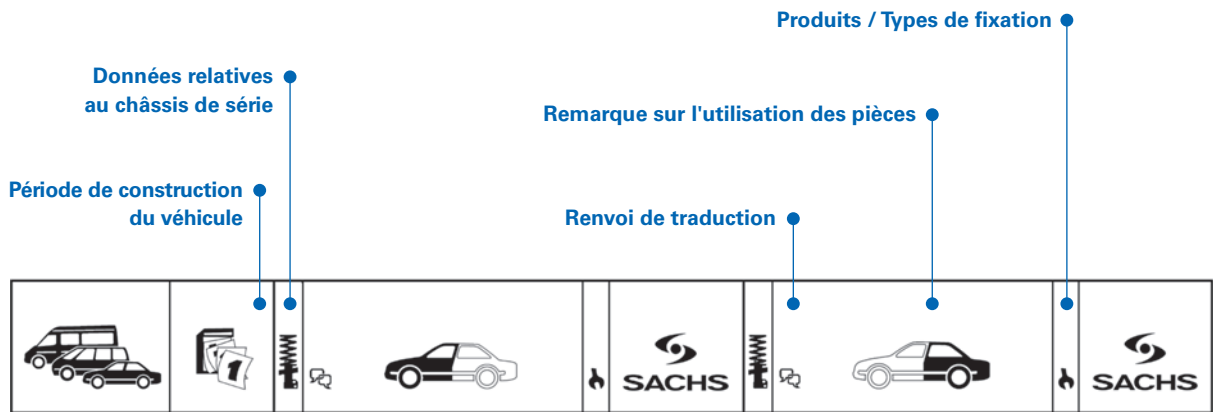 Produits / Types de fixation
Données relatives
au châssis de série
Remarque sur l'utilisation des pièces
Période de construction
du véhicule
Renvoi de traduction
1
SACHS
SACHS